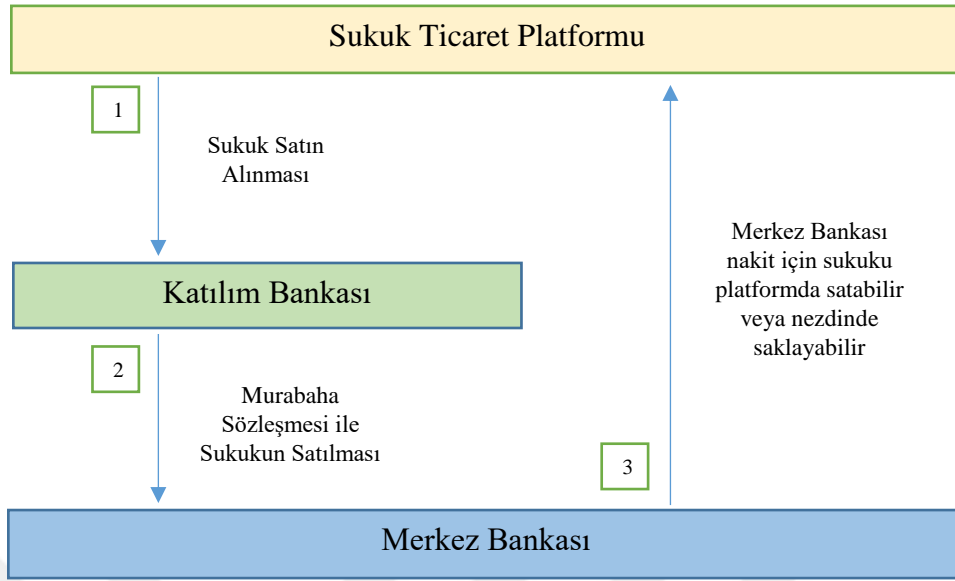 Sukuk Ticaret Platformu
1
Sukuk Satın
Alınması
Katılım Bankası
2
Murabaha
Sözleşmesi ile
Sukukun Satılması
Merkez Bankası
nakit için sukuku
platformda satabilir
veya nezdinde
saklayabilir
3
Merkez Bankası